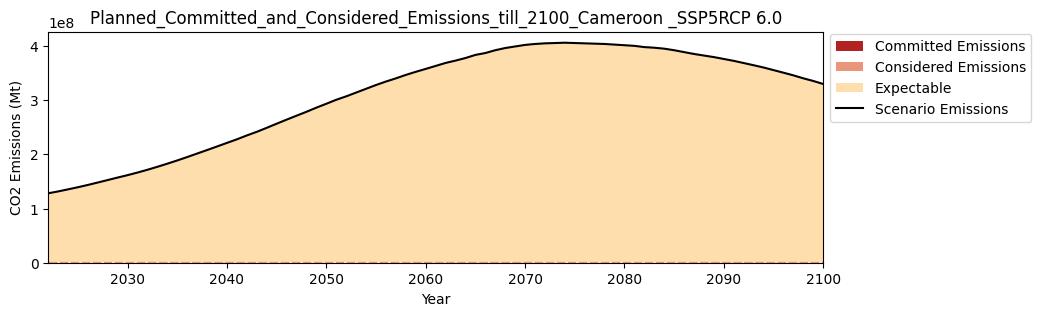 Planned_Committed_and_Considered_Emissions_till_2100_Cameroon _SSP5RCP 6.0
1e8
4
3
2
1
0
CO2 Emissions (Mt)
2030 2040 2050 2060 2070 2080 2090 2100
Year
Committed Emissions
Considered Emissions
Expectable
Scenario Emissions